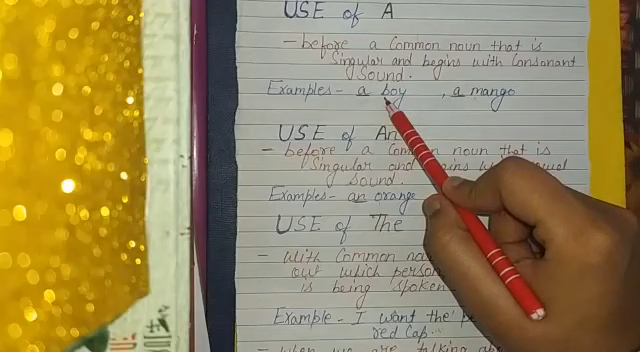 USE of A
- before a Common noun that is
Singular and begins with Consonant
Sound.
Examples - a boy , a mango
USE of An
- before a Com noun that is
Singular and
Sound.
Examples - an orange
USE of The
- With Common
out which person
is being spoken
Example - I want the
red Cap.
- When we are talking